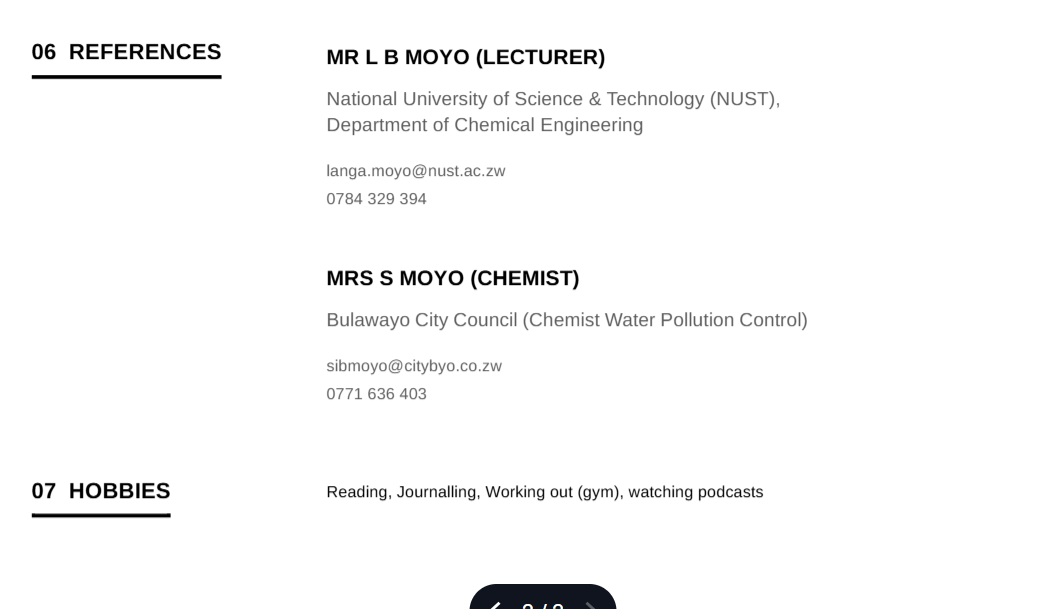 06 REFERENCES
MR L B MOYO (LECTURER)
National University of Science & Technology (NUST),
Department of Chemical Engineering
langa.moyo@nust.ac.zw
0784 329 394
MRS S MOYO (CHEMIST)
Bulawayo City Council (Chemist Water Pollution Control)
sibmoyo@citybyo.co.zw
0771 636 403
07 HOBBIES
Reading, Journalling, Working out (gym), watching podcasts